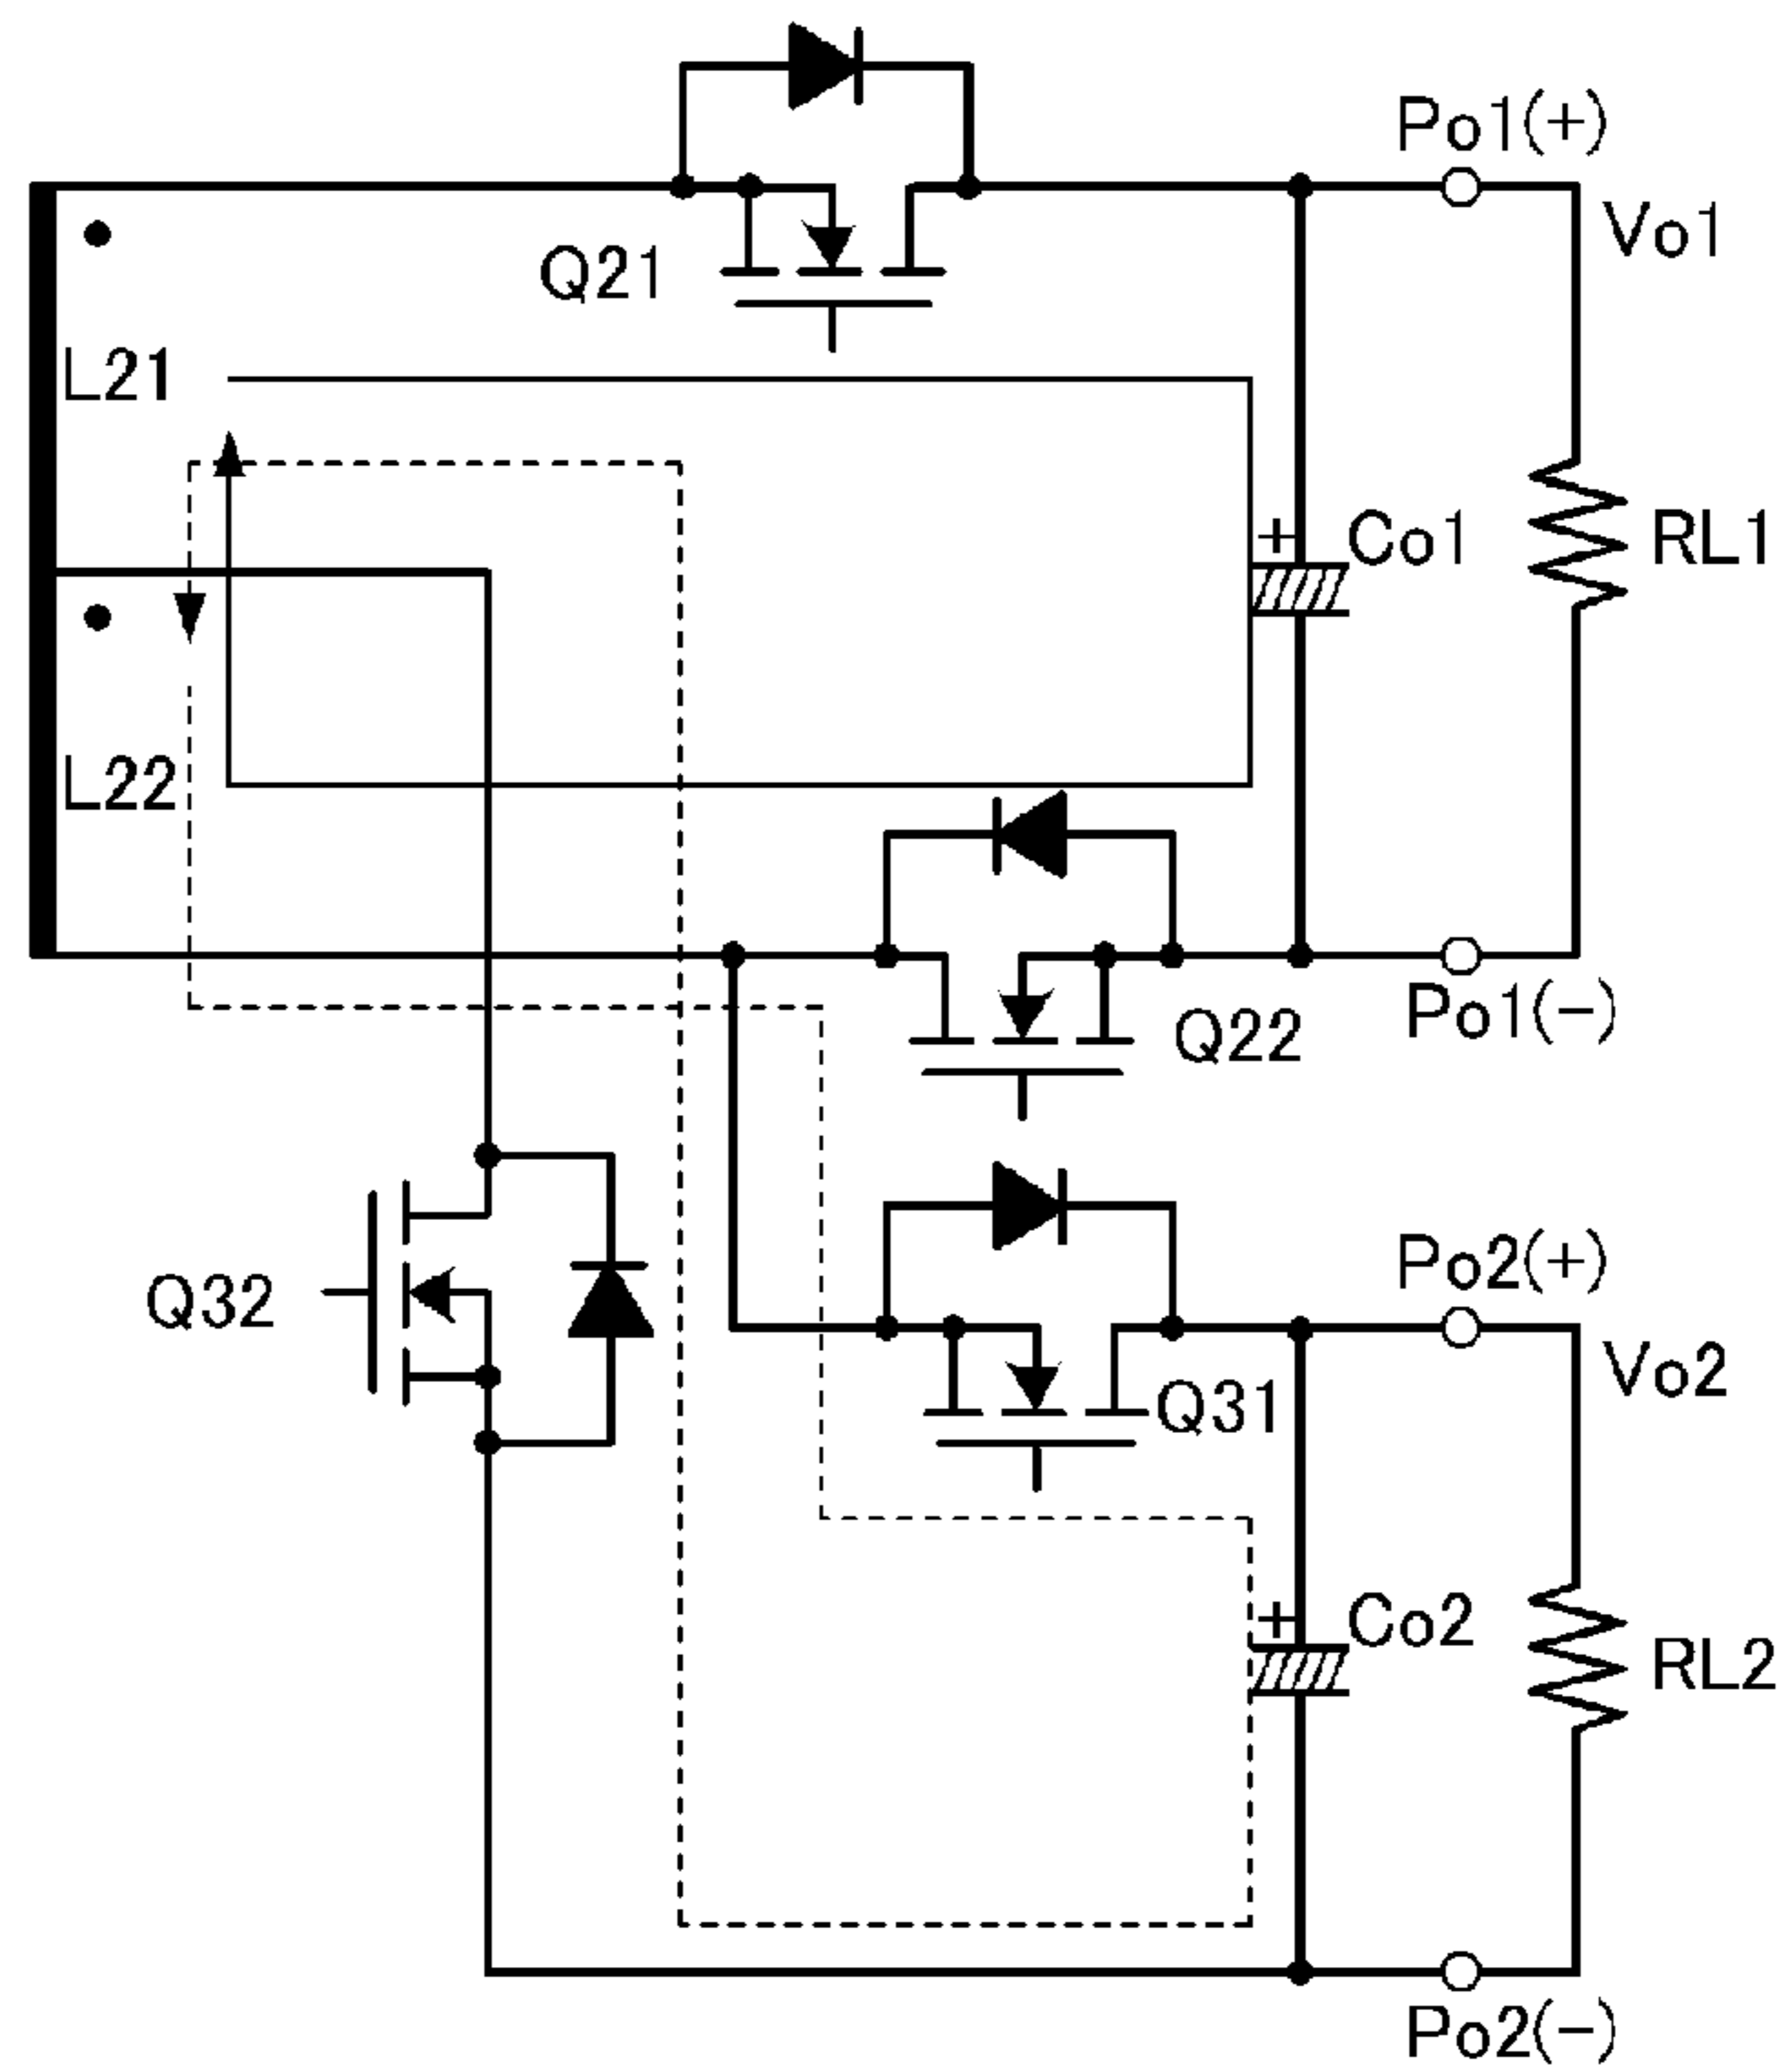 Po1(+)
Vo1
Q21
L21
Co1
RL1
+
L22
Po1(-)
Q22
Po2(+)
Q32
Vo2
Q31
Co2
+
RL2
Po2(-)